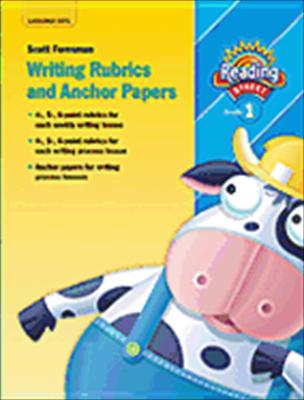 Scott Foresman
Writing Rubrics
and Anchor Papers
4-, 5-, 6-point rubrics for
each weekly writing lesson
4-, 5-, 6-point rubrics for
each writing process lesson
Anchor papers for writing
process lessons
Reading
STREET
Grade 1